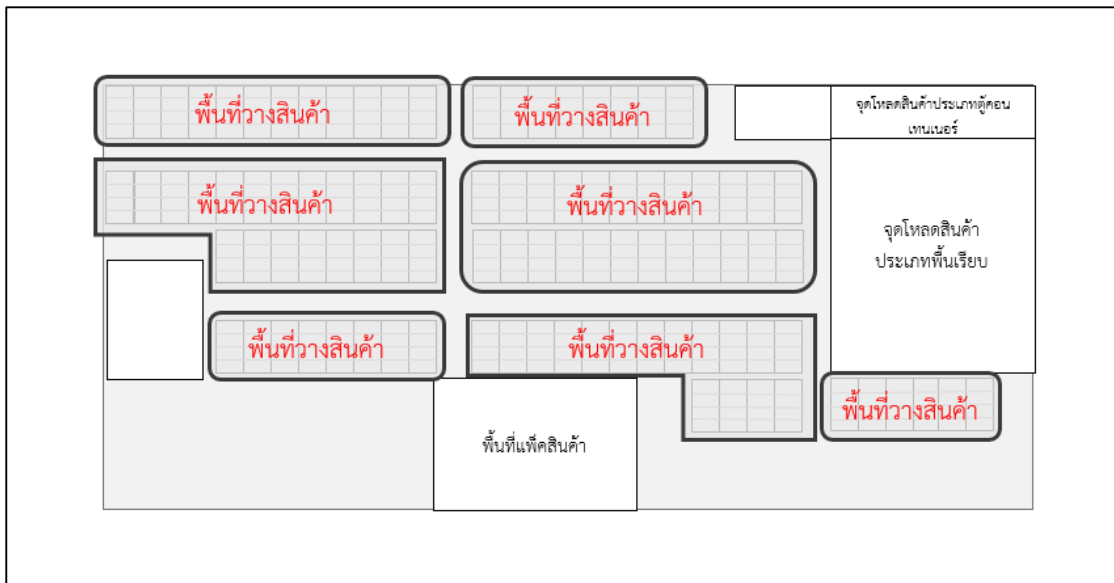 พื้นที่วางสินค้า
พื้นที่วางสินค้า
จุดโหลดสินค้าประเภทตู้คอน
เทนเนอร์
พื้นที่วางสินค้า
พื้นที่วางสินค้า
จุดโหลดสินค้า
ประเภทพื้นเรียบ
พื้นที่วางสินค้า
พื้นที่วางสินค้า
พื้นที่วางสินค้า
พื้นที่แพ็คสินค้า